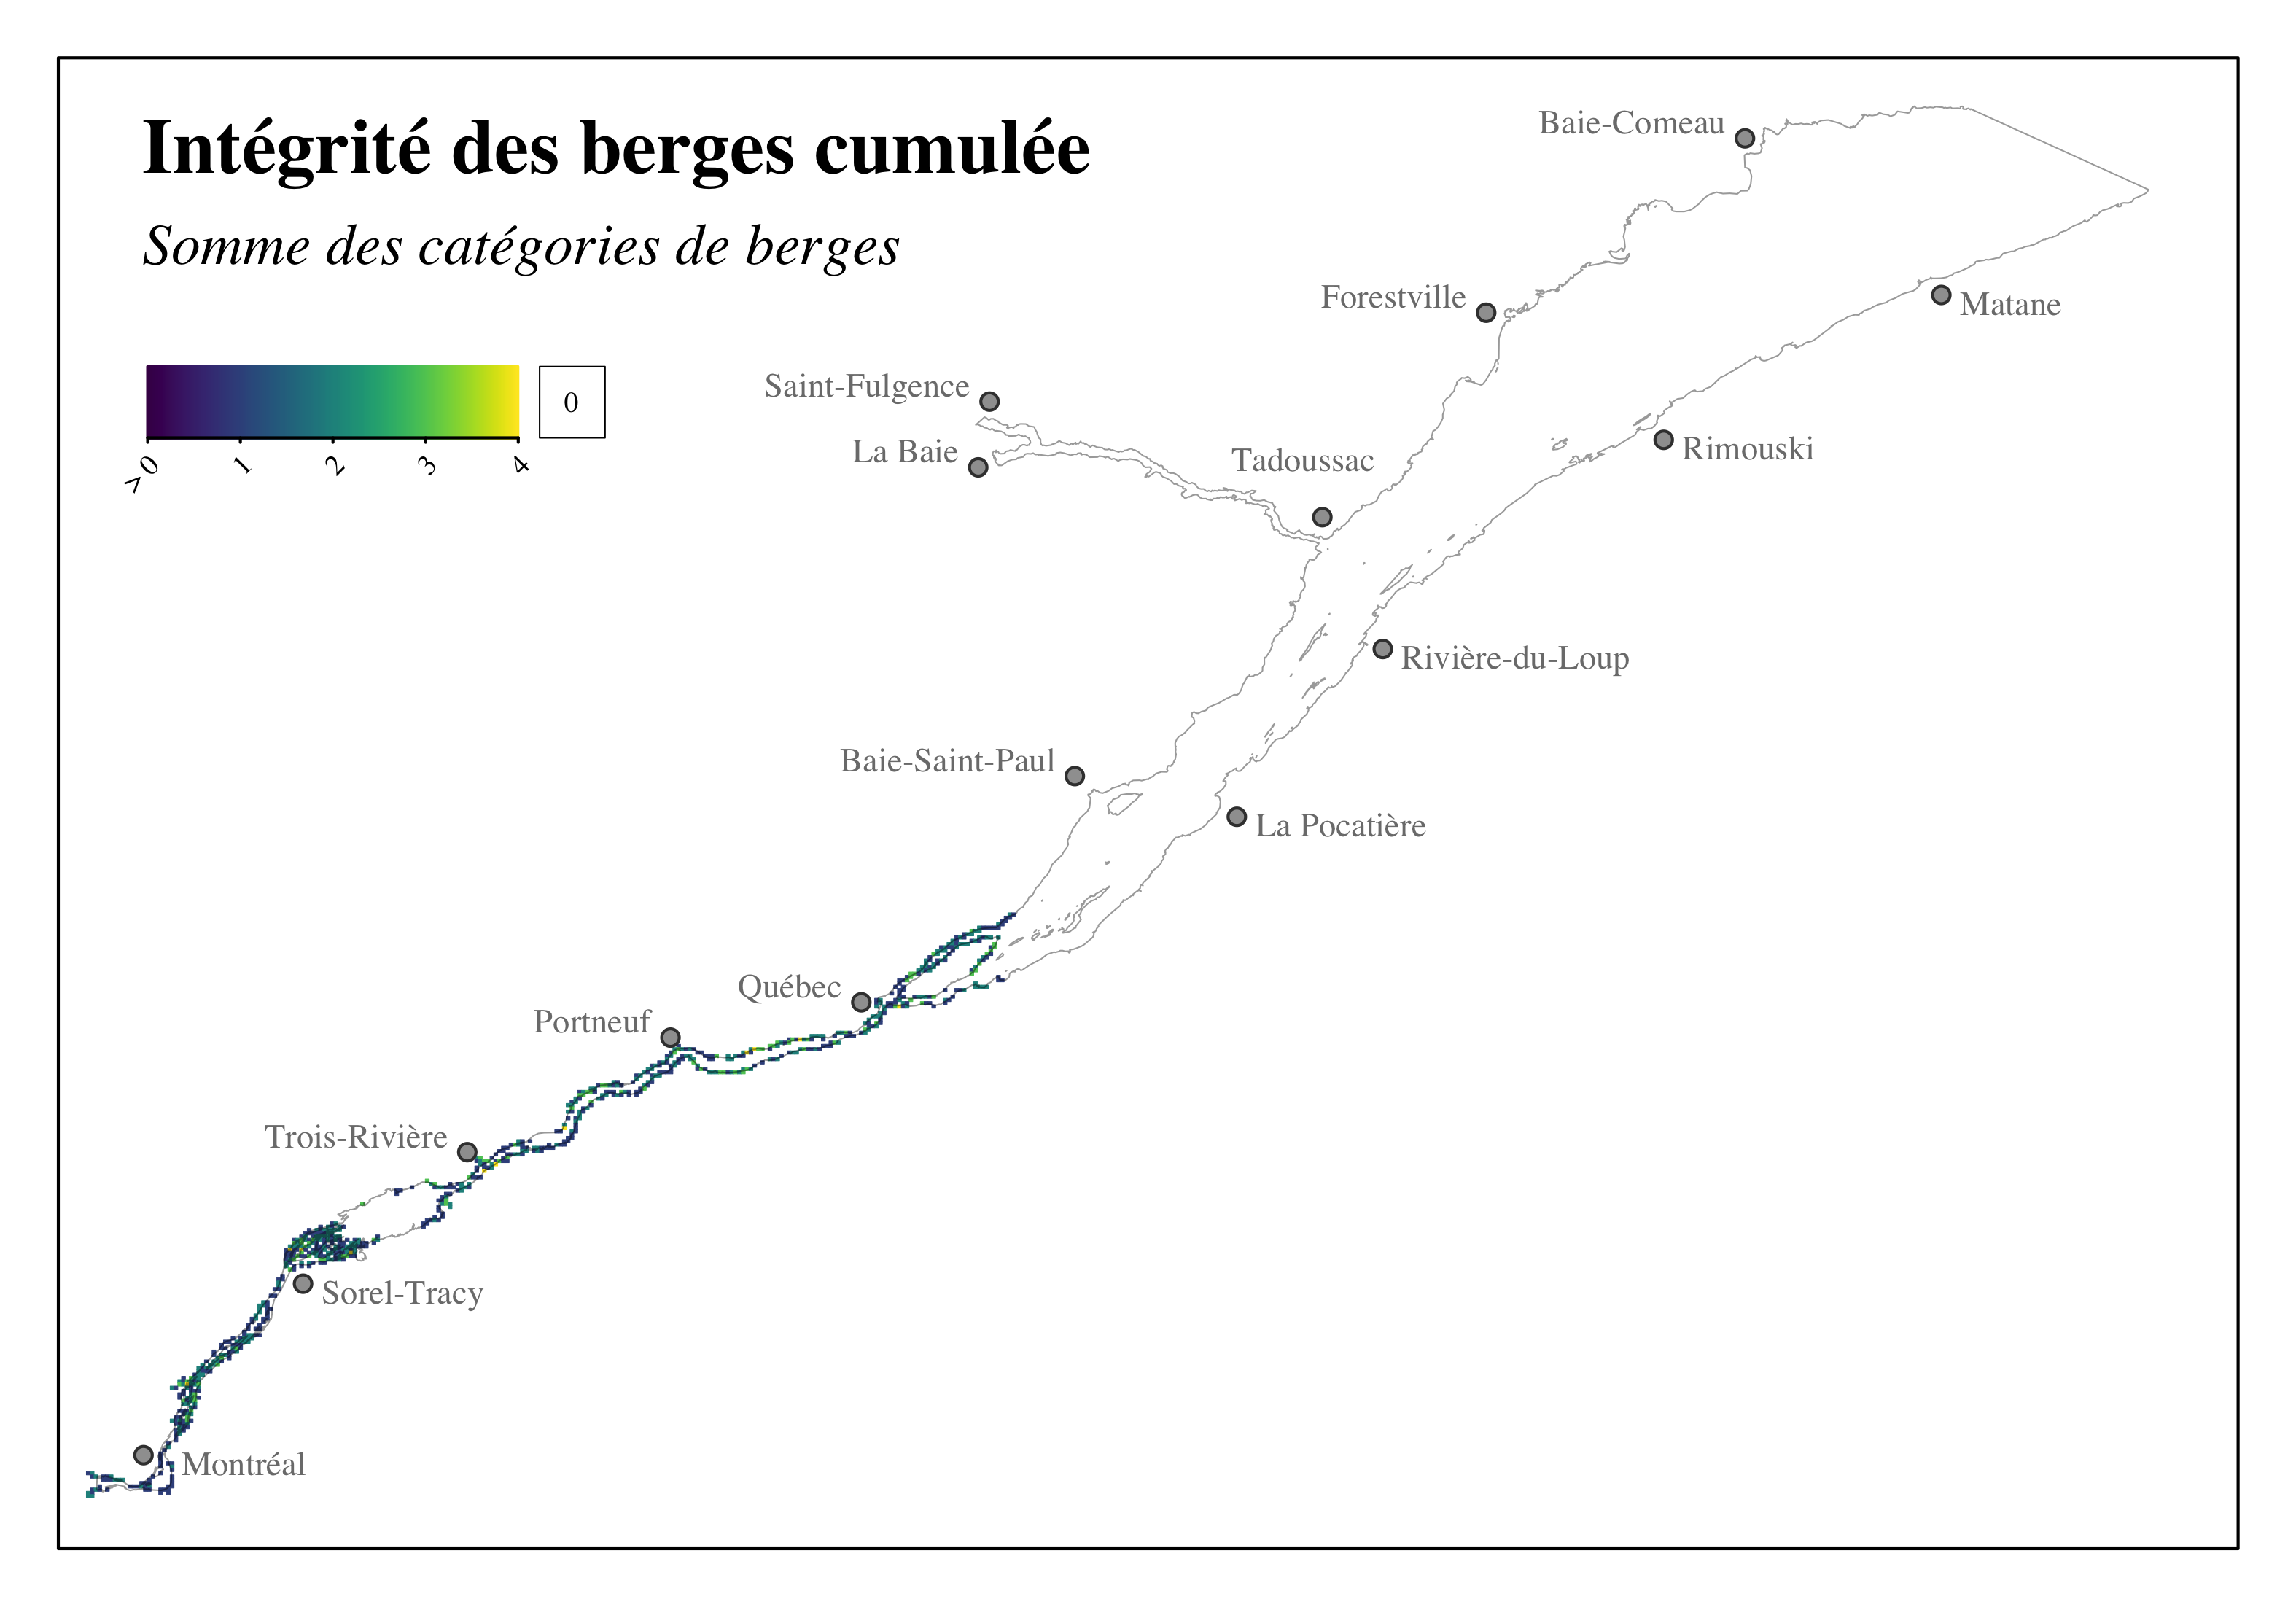 Intégrité des berges cumulée
Somme des catégories de berges
0
> 0
1
2
3
4
Baie-Comeau
Forestville
Matane
Saint-Fulgence
La Baie
Tadoussac
Rimouski
Rivière-du-Loup
Baie-Saint-Paul
La Pocatière
Québec
Portneuf
Trois-Rivière
Sorel-Tracy
Montréal